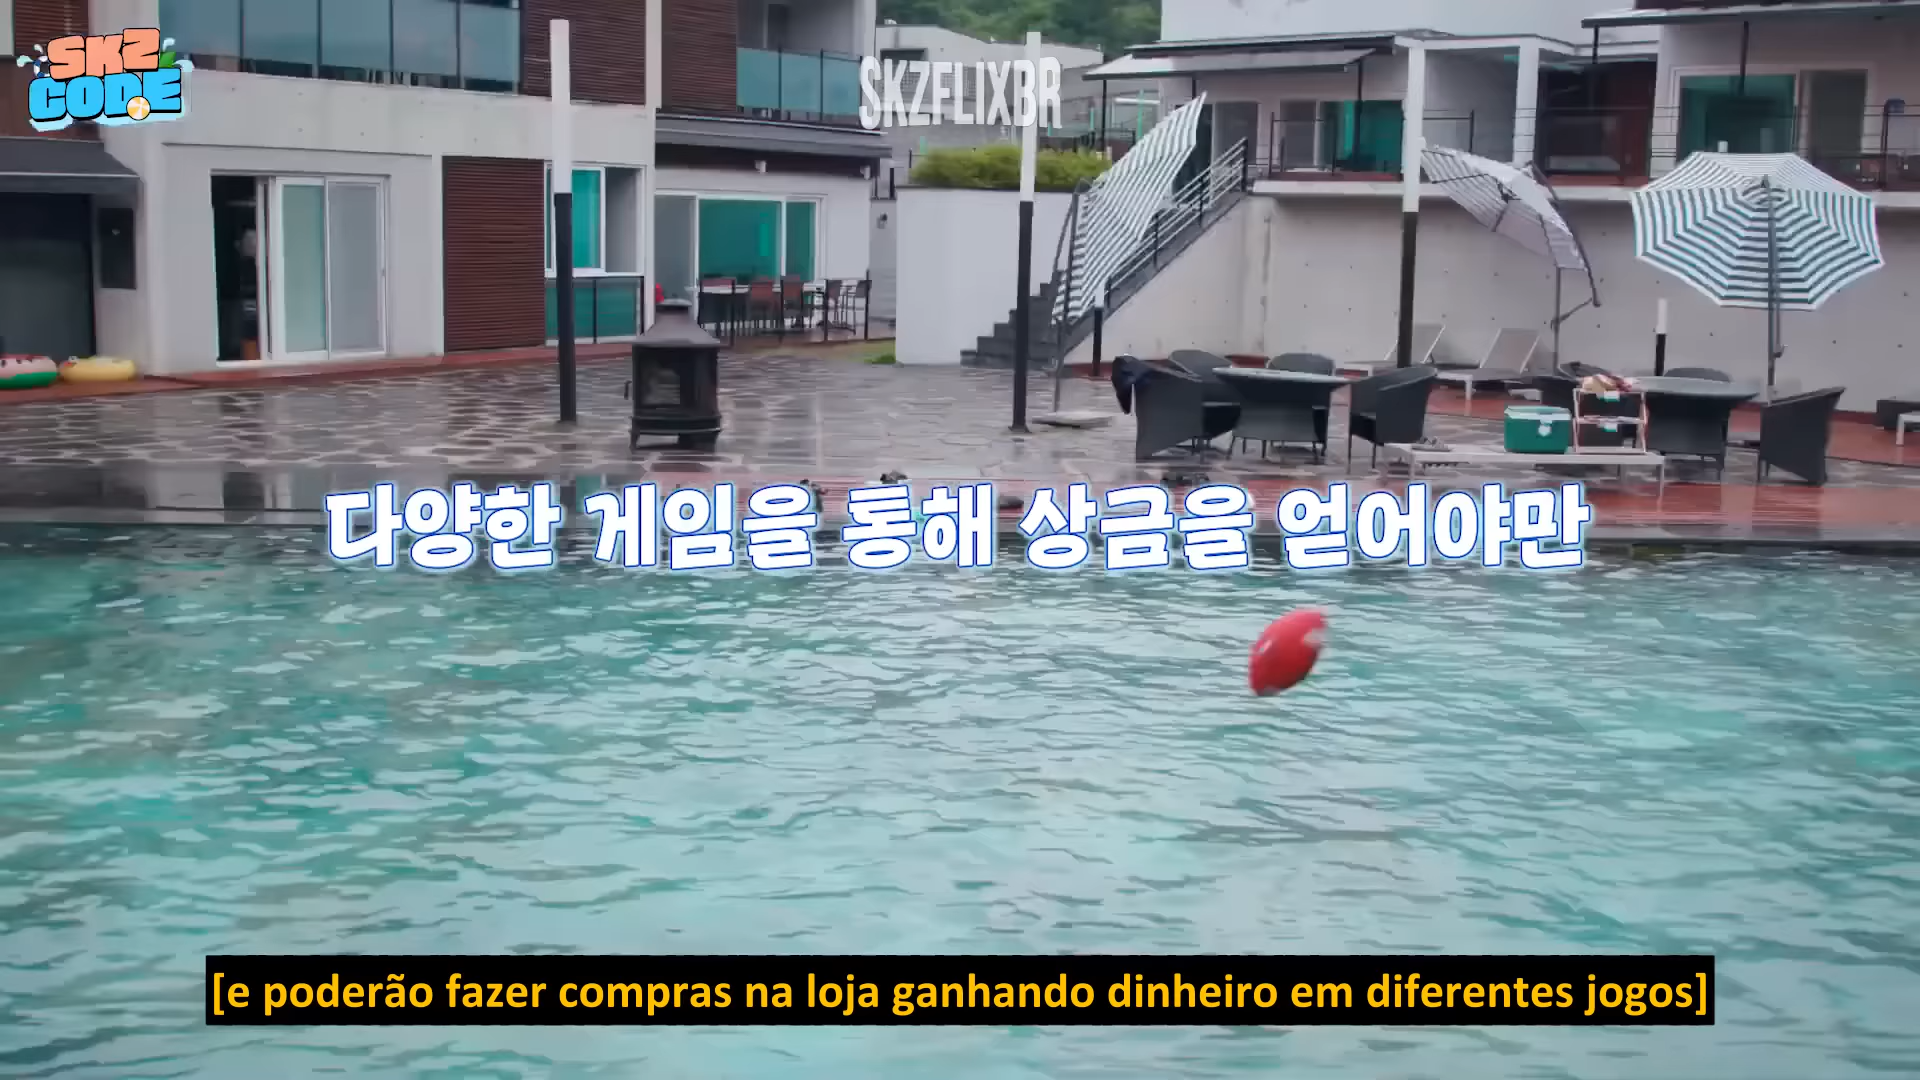 SKZ
CODE
SKZFLIXBR
다양한 게임을 통해 상금을 얻어야만
[e poderão fazer compras na loja ganhando dinheiro em diferentes jogos]